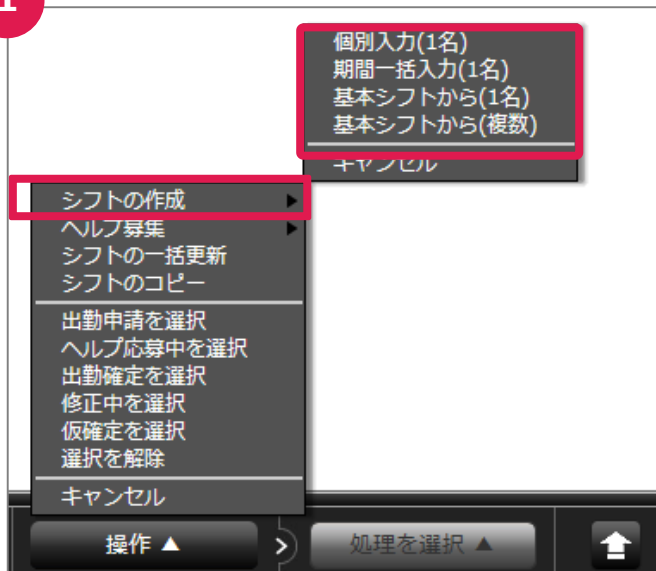 1
個別入力(1名)
期間一括入力(1名)
基本シフトから(1名)
基本シフトから(複数)
キャンセル
シフトの作成
ヘルプ募集
シフトの一括更新
シフトのコピー
出勤申請を選択
ヘルプ応募中を選択
出勤確定を選択
修正中を選択
仮確定を選択
選択を解除
キャンセル
操作 ▲
処理を選択 ▲